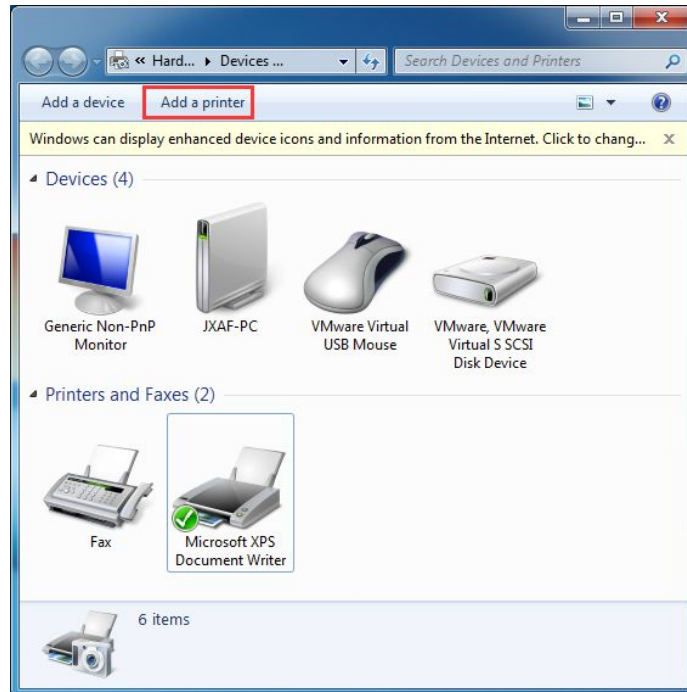 « Hard... ▸ Devices ...
Search Devices and Printers
Add a device
Add a printer
Windows can display enhanced device icons and information from the Internet. Click to chang...
Devices (4)
Generic Non-PnP
Monitor
JXAF-PC
VMware Virtual
USB Mouse
VMware, VMware
Virtual S SCSI
Disk Device
Printers and Faxes (2)
Fax
Microsoft XPS
Document Writer
6 items